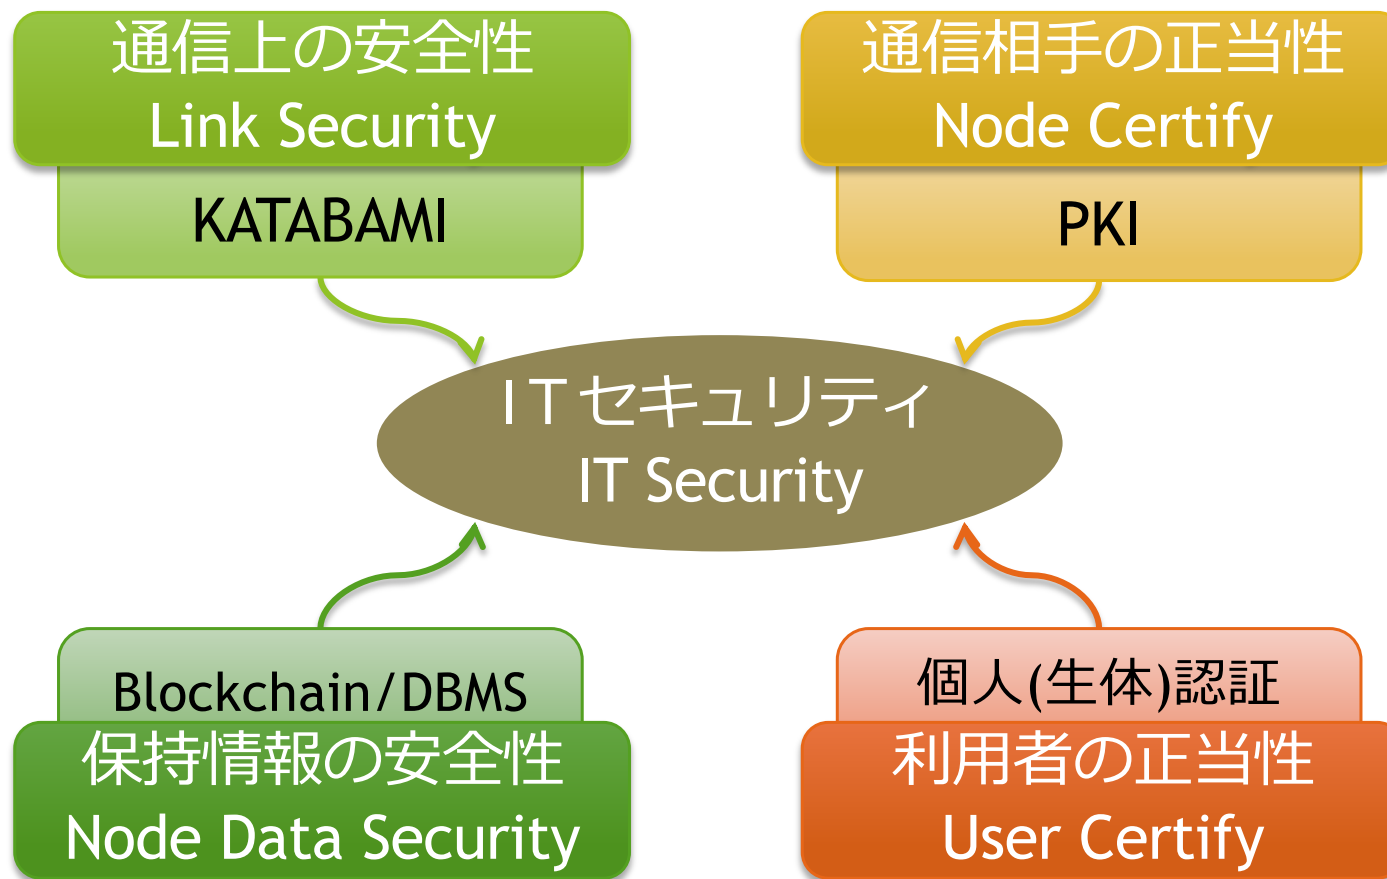 通信上の安全性
Link Security
KATABAMI
通信相手の正当性
Node Certify
PKI
ITセキュリティ
IT Security
Blockchain/DBMS
保持情報の安全性
Node Data Security
個人(生体)認証
利用者の正当性
User Certify